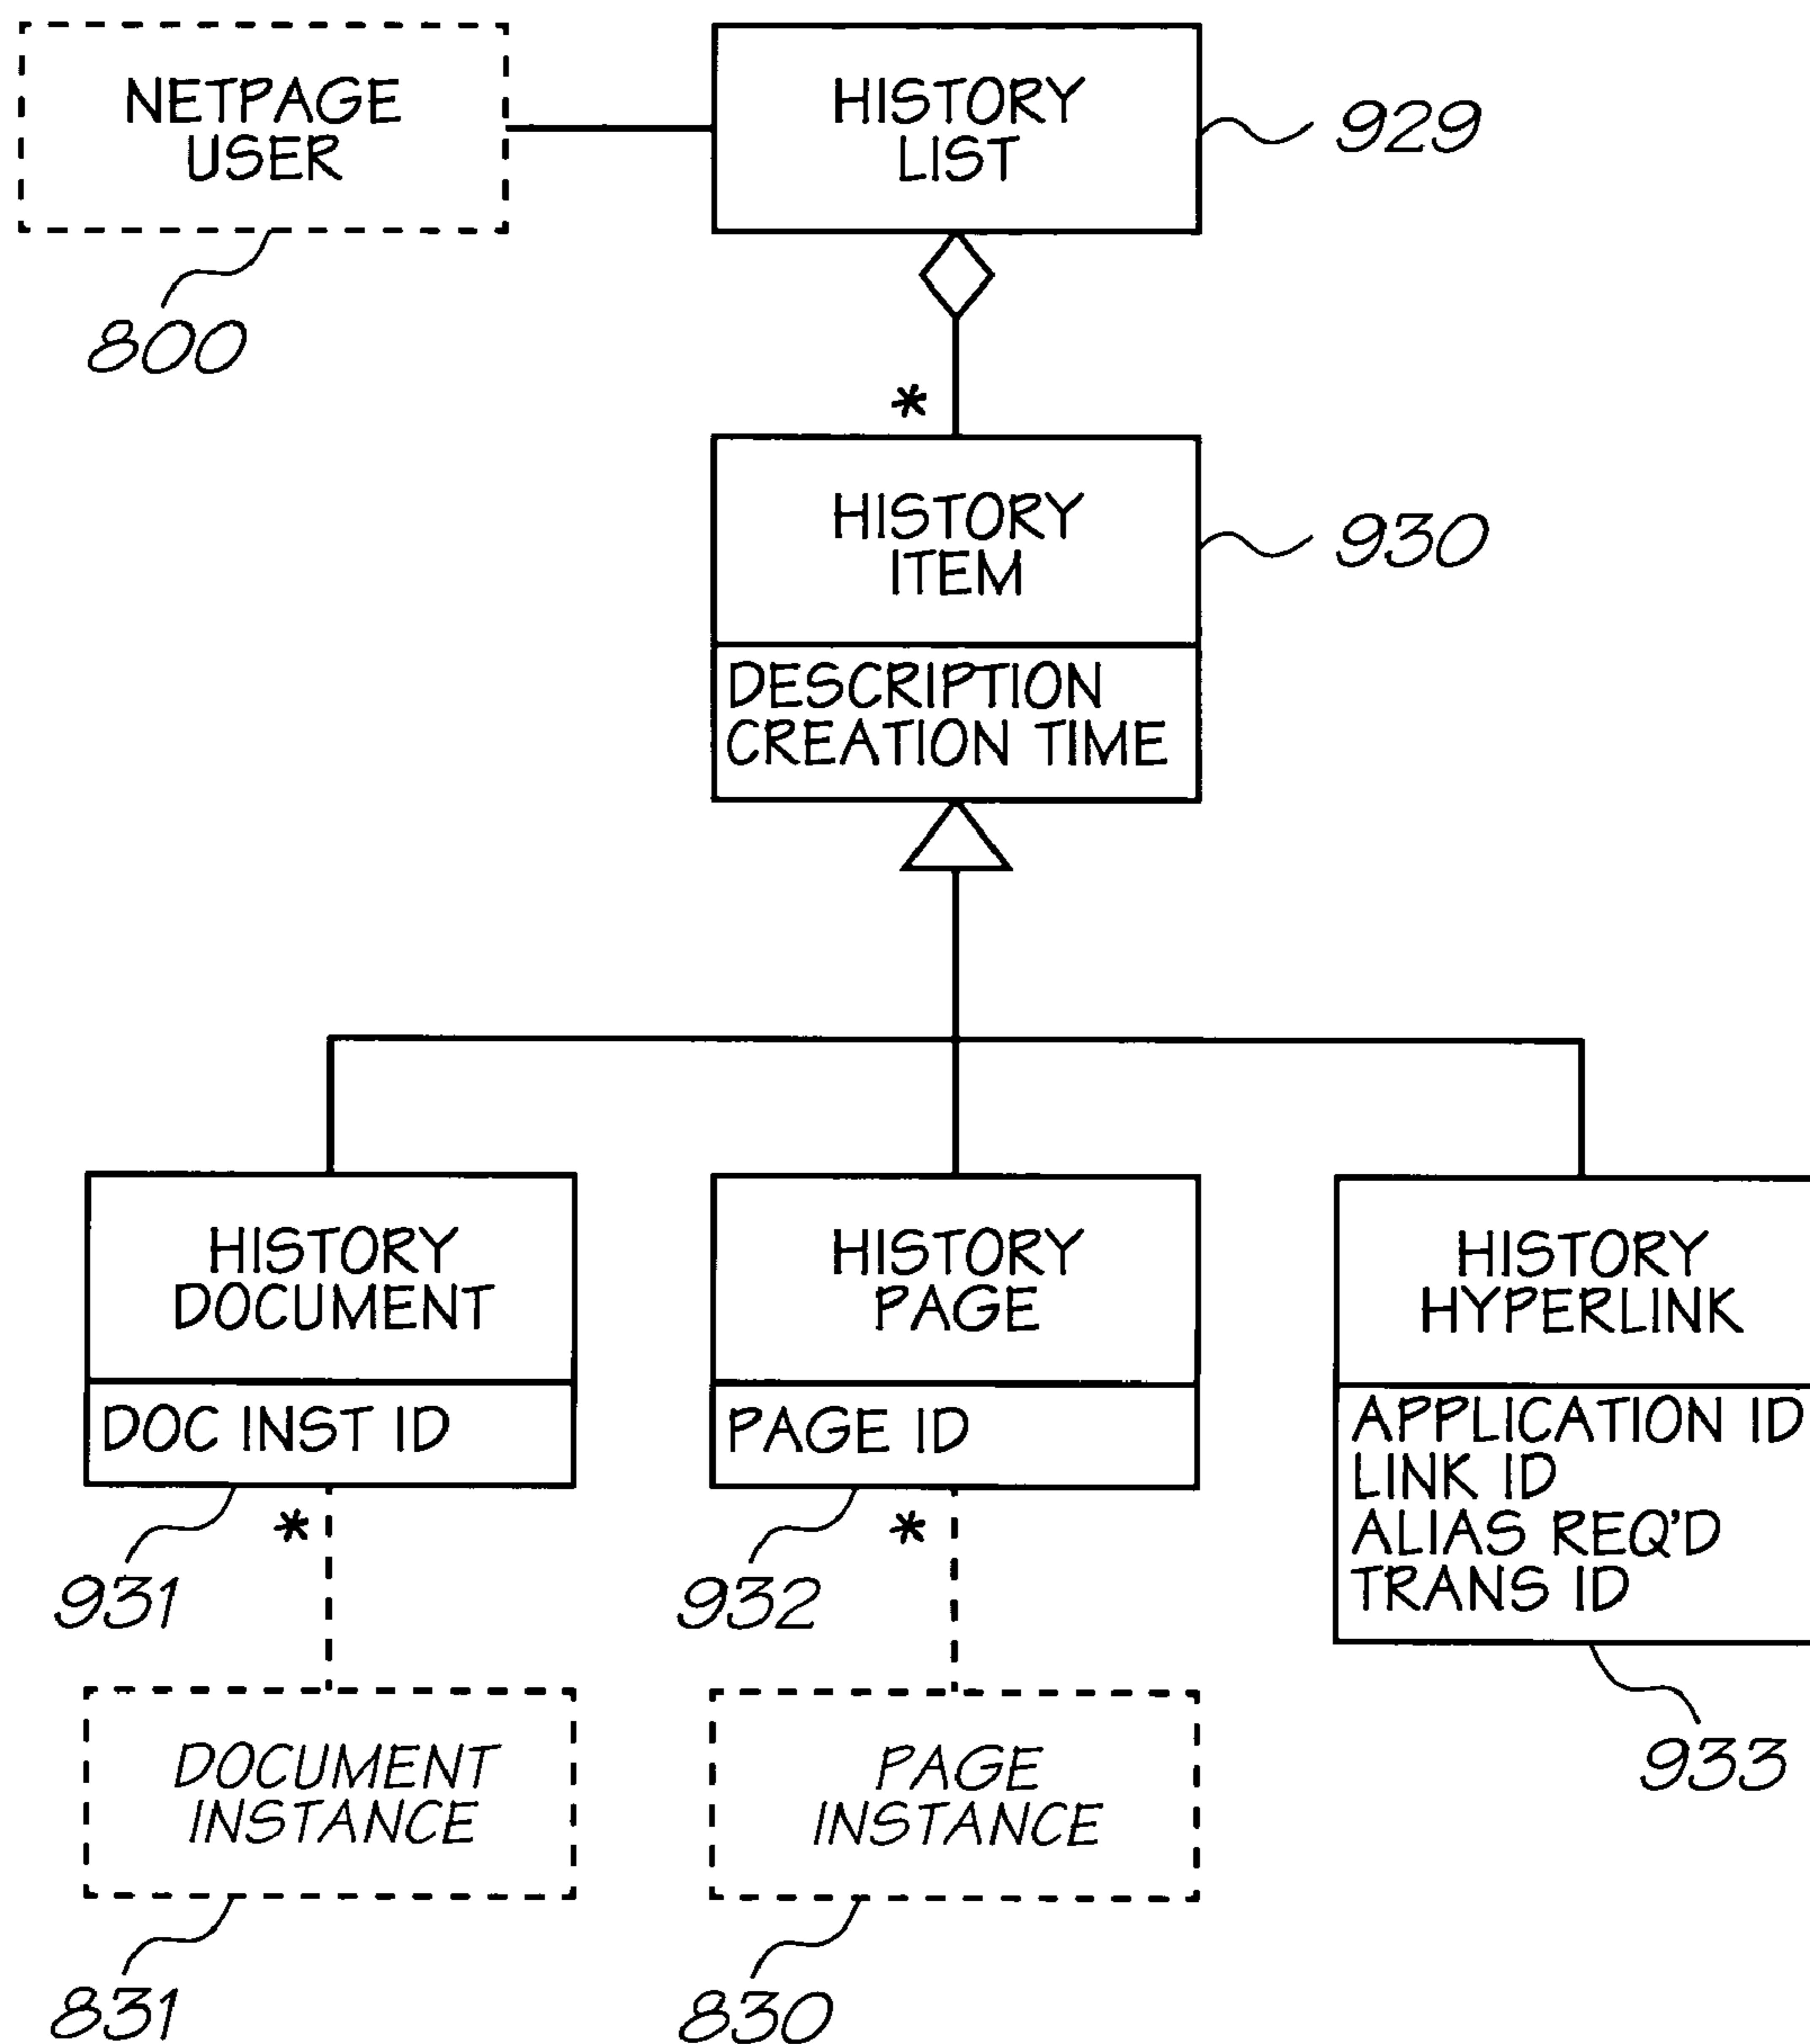 NETPAGE
USER
800
HISTORY
LIST
929
*
HISTORY
ITEM
930
DESCRIPTION
CREATION TIME
HISTORY
DOCUMENT
DOC INST ID
931
*
HISTORY
PAGE
PAGE ID
932
*
HISTORY
HYPERLINK
APPLICATION ID
LINK ID
ALIAS REQ'D
TRANS ID
933
DOCUMENT
INSTANCE
831
PAGE
INSTANCE
830